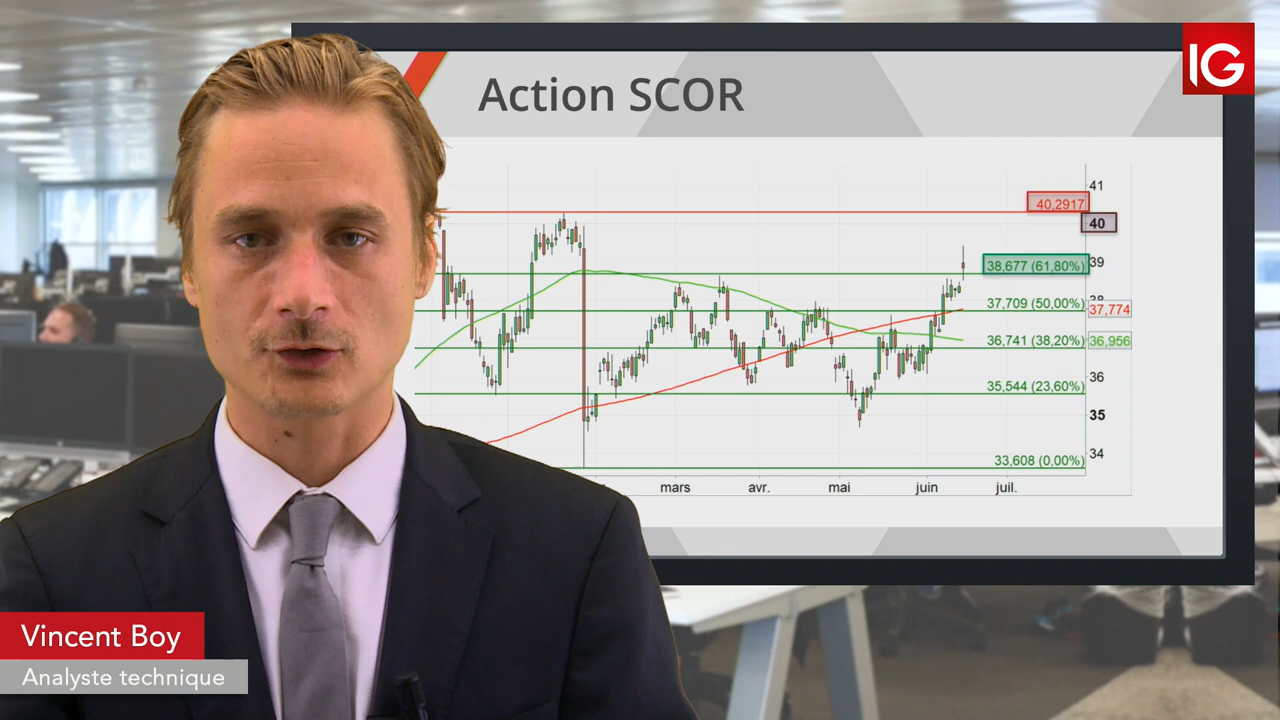 IG
Action SCOR
41
40,2917
40
39
38,677 (61,80%)
37,709 (50,00%)
37,774
36,741 (38,20%)
36,956
36
35,544 (23,60%)
35
34
33,608 (0,00%)
mars avr. mai juin juil.
Vincent Boy
Analyste technique